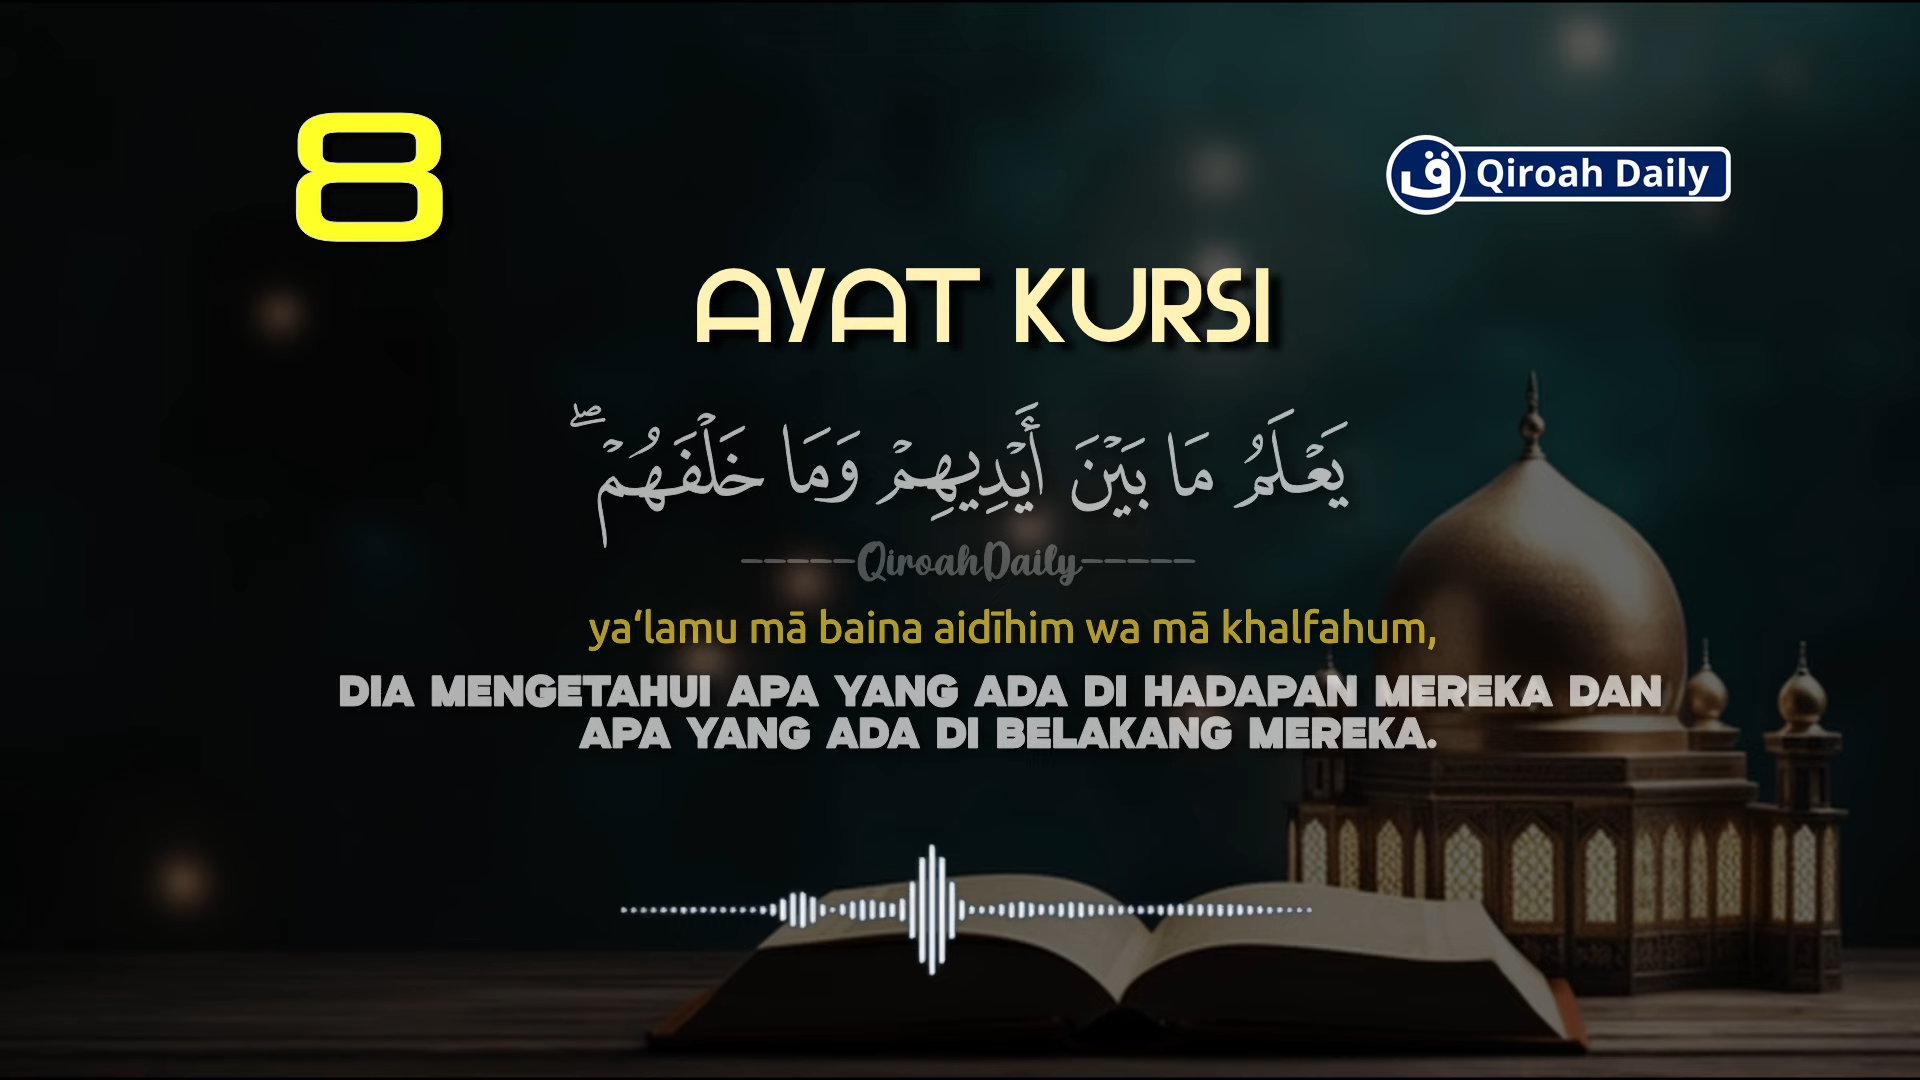 8
ق Qiroah Daily
AYAT KURSI
يَعْلَمُ مَا بَيْنَ أَيْدِيهِمْ وَمَا خَلْفَهُمْ ۖ
-----QiroahDaily-----
ya‘lamu mā baina aidīhim wa mā khalfahum,
DIA MENGETAHUI APA YANG ADA DI HADAPAN MEREKA DAN
APA YANG ADA DI BELAKANG MEREKA.